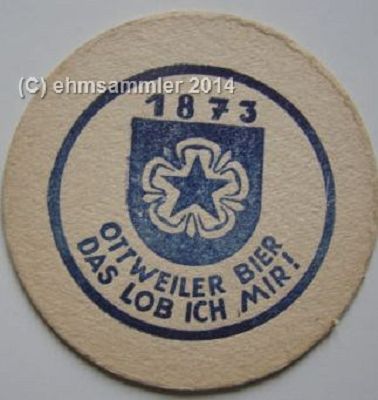 (C) ehmsammler 2014
1873
OTTWEILER BIER
DAS LOB ICH MIR!